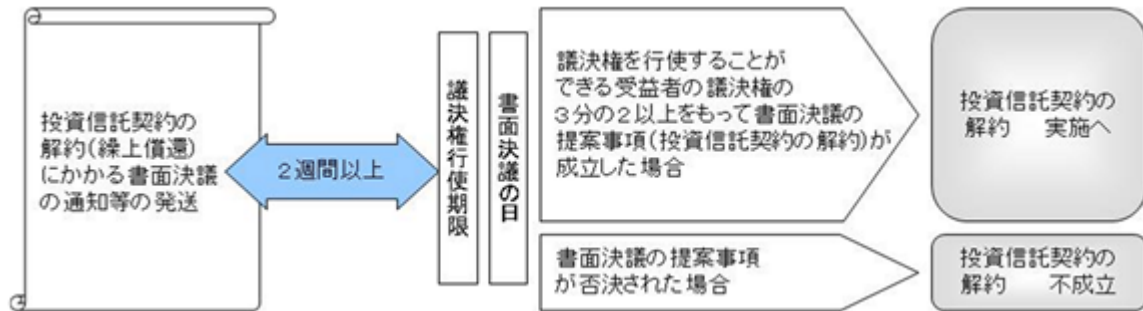 投資信託契約の
解約(繰上償還)
にかかる書面決議
の通知等の発送
２週間以上
議決権行使期限
書面決議の日
議決権を行使することが
できる受益者の議決権の
３分の２以上をもって書面決議の
提案事項(投資信託契約の解約)が
成立した場合
投資信託契約の
解約　実施へ
書面決議の提案事項
が否決された場合
投資信託契約の
解約　不成立